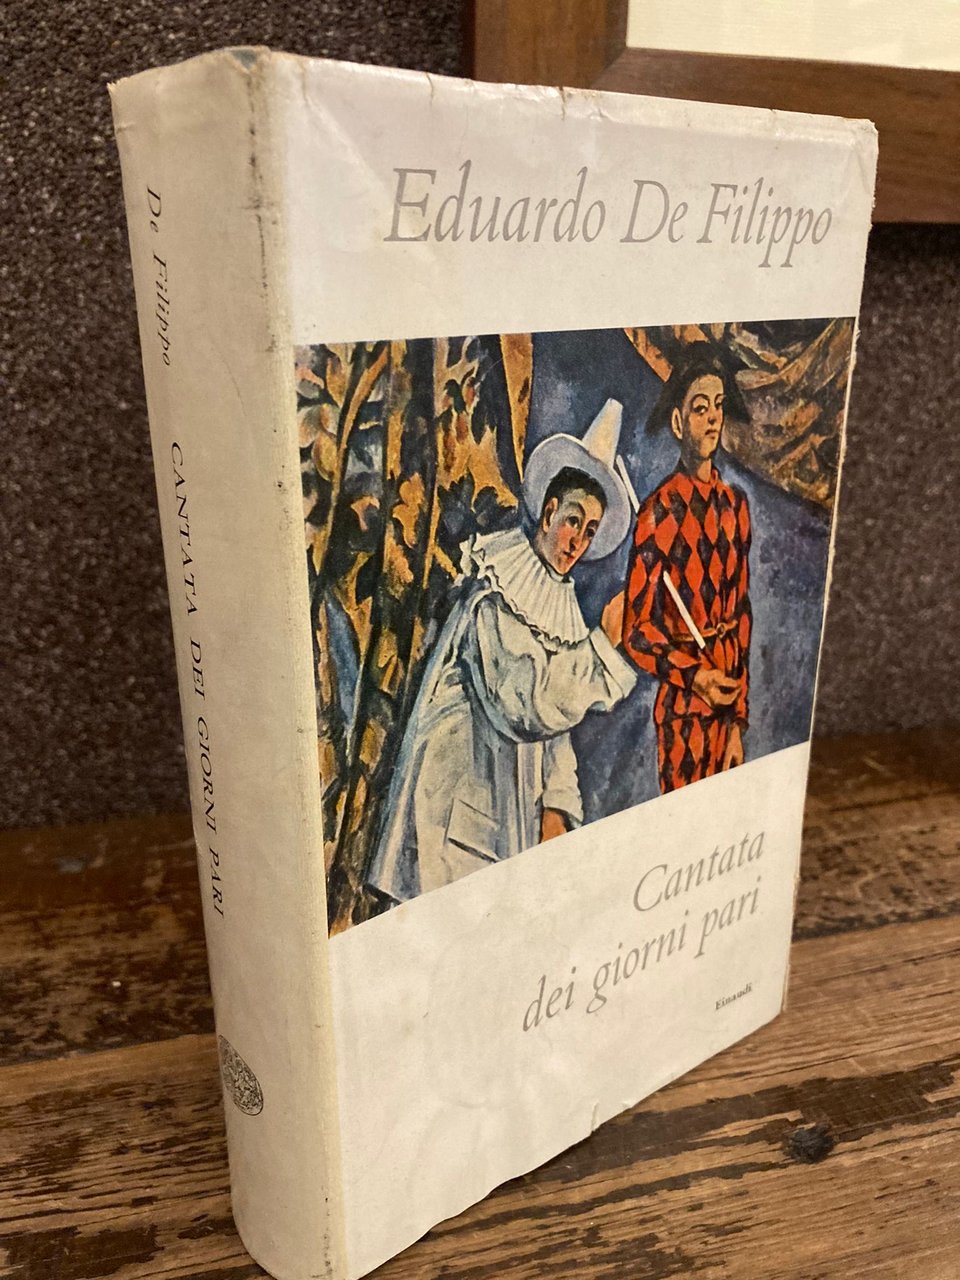 Eduardo De Filippo
Cantata
dei giorni pari
Einaudi
De Filippo CANTATA DEI GIORNI PARI